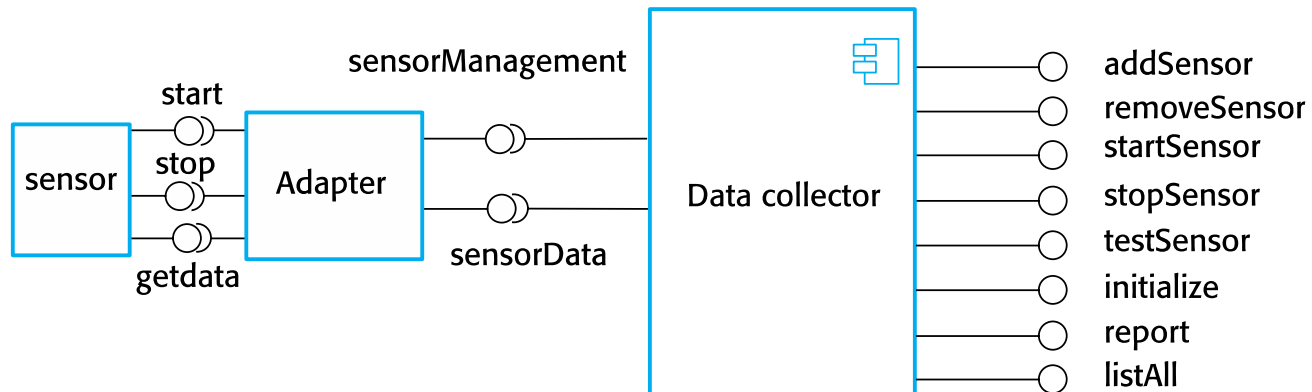 sensorManagement
start
stop
sensor
getdata
Adapter
sensorData
Data collector
addSensor
removeSensor
startSensor
stopSensor
testSensor
initialize
report
listAll